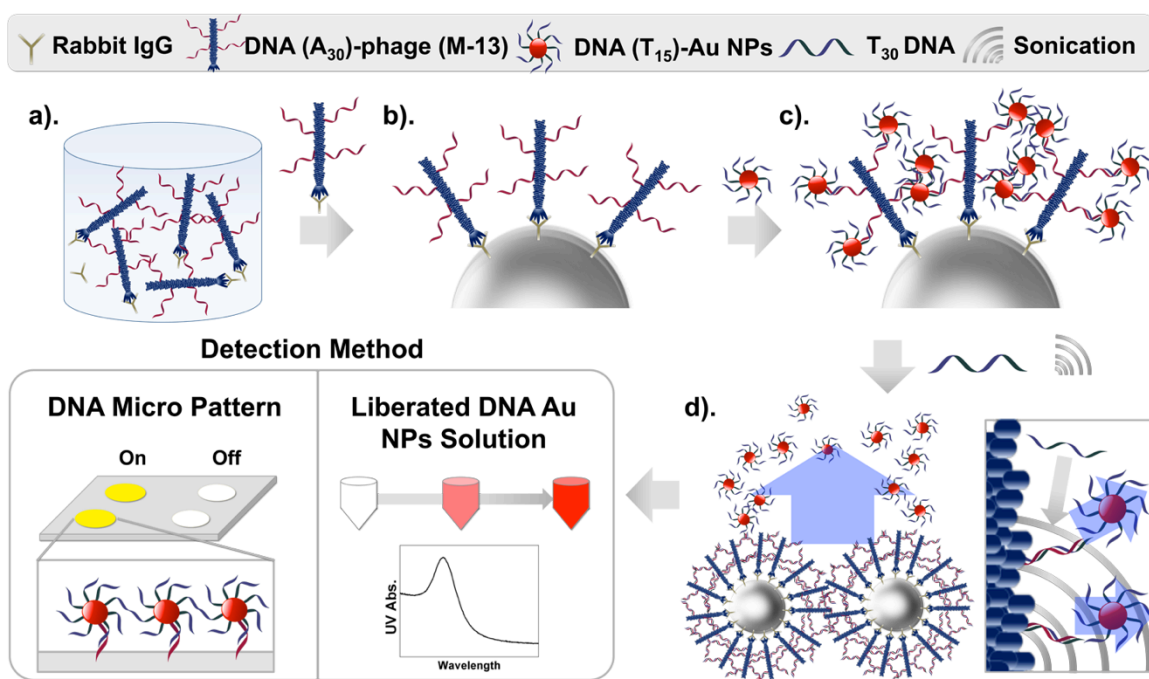 Rabbit IgG
DNA (A30)-phage (M-13)
DNA (T15)-Au NPs
T30 DNA
Sonication
a).
b).
c).
Detection Method
DNA Micro Pattern
On
Off
Liberated DNA Au
NPs Solution
UV Abs.
Wavelength
d).